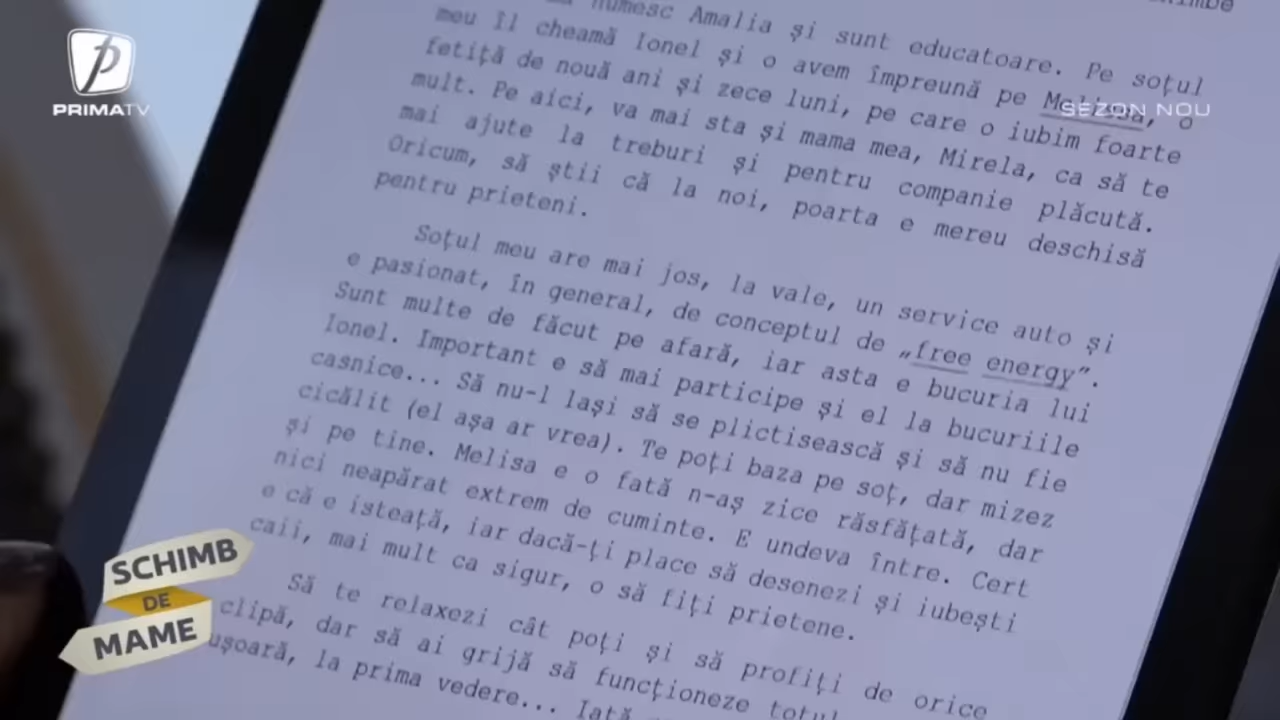 PRIMATV
SEZON NOU
numesc Amalia și sunt educatoare. Pe soțul
meu îl cheamă Ionel și o avem împreună pe Melissa, o
fetiță de nouă ani și zece luni, pe care o iubim foarte
mult. Pe aici, va mai sta și mama mea, Mirela, ca să te
mai ajute la treburi și pentru companie plăcută.
Oricum, să știi că la noi, poarta e mereu deschisă
pentru prieteni.
Soțul meu are mai jos, la vale, un service auto și
e pasionat, în general, de conceptul de „free energy”.
Sunt multe de făcut pe afară, iar asta e bucuria lui
Ionel. Important e să mai participe și el la bucuriile
casnice... Să nu-l lași să se plictisească și să nu fie
cicălit (el așa ar vrea). Te poți baza pe soț, dar mizez
și pe tine. Melisa e o fată n-aș zice răsfățată, dar
nici neapărat extrem de cuminte. E undeva între. Cert
e că e isteață, iar dacă-ți place să desenezi și iubești
caii, mai mult ca sigur, o să fiți prietene.
Să te relaxezi cât poți și să profiți de orice
clipă, dar să ai grijă să funcționeze totul
ușoară, la prima vedere... Iată
SCHIMB
DE
MAME